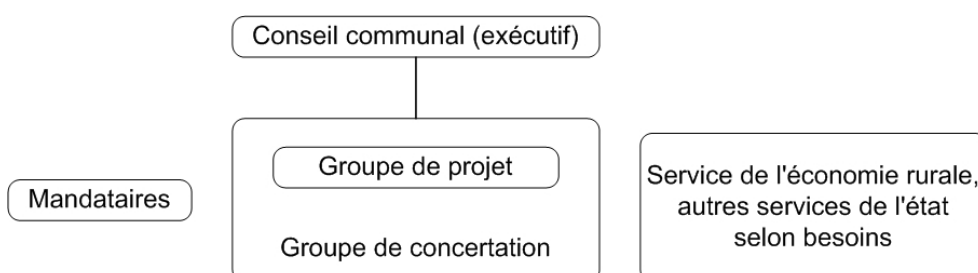 Conseil communal (exécutif)
Groupe de projet
Mandataires
Groupe de concertation
Service de l'économie rurale,
autres services de l'état
selon besoins